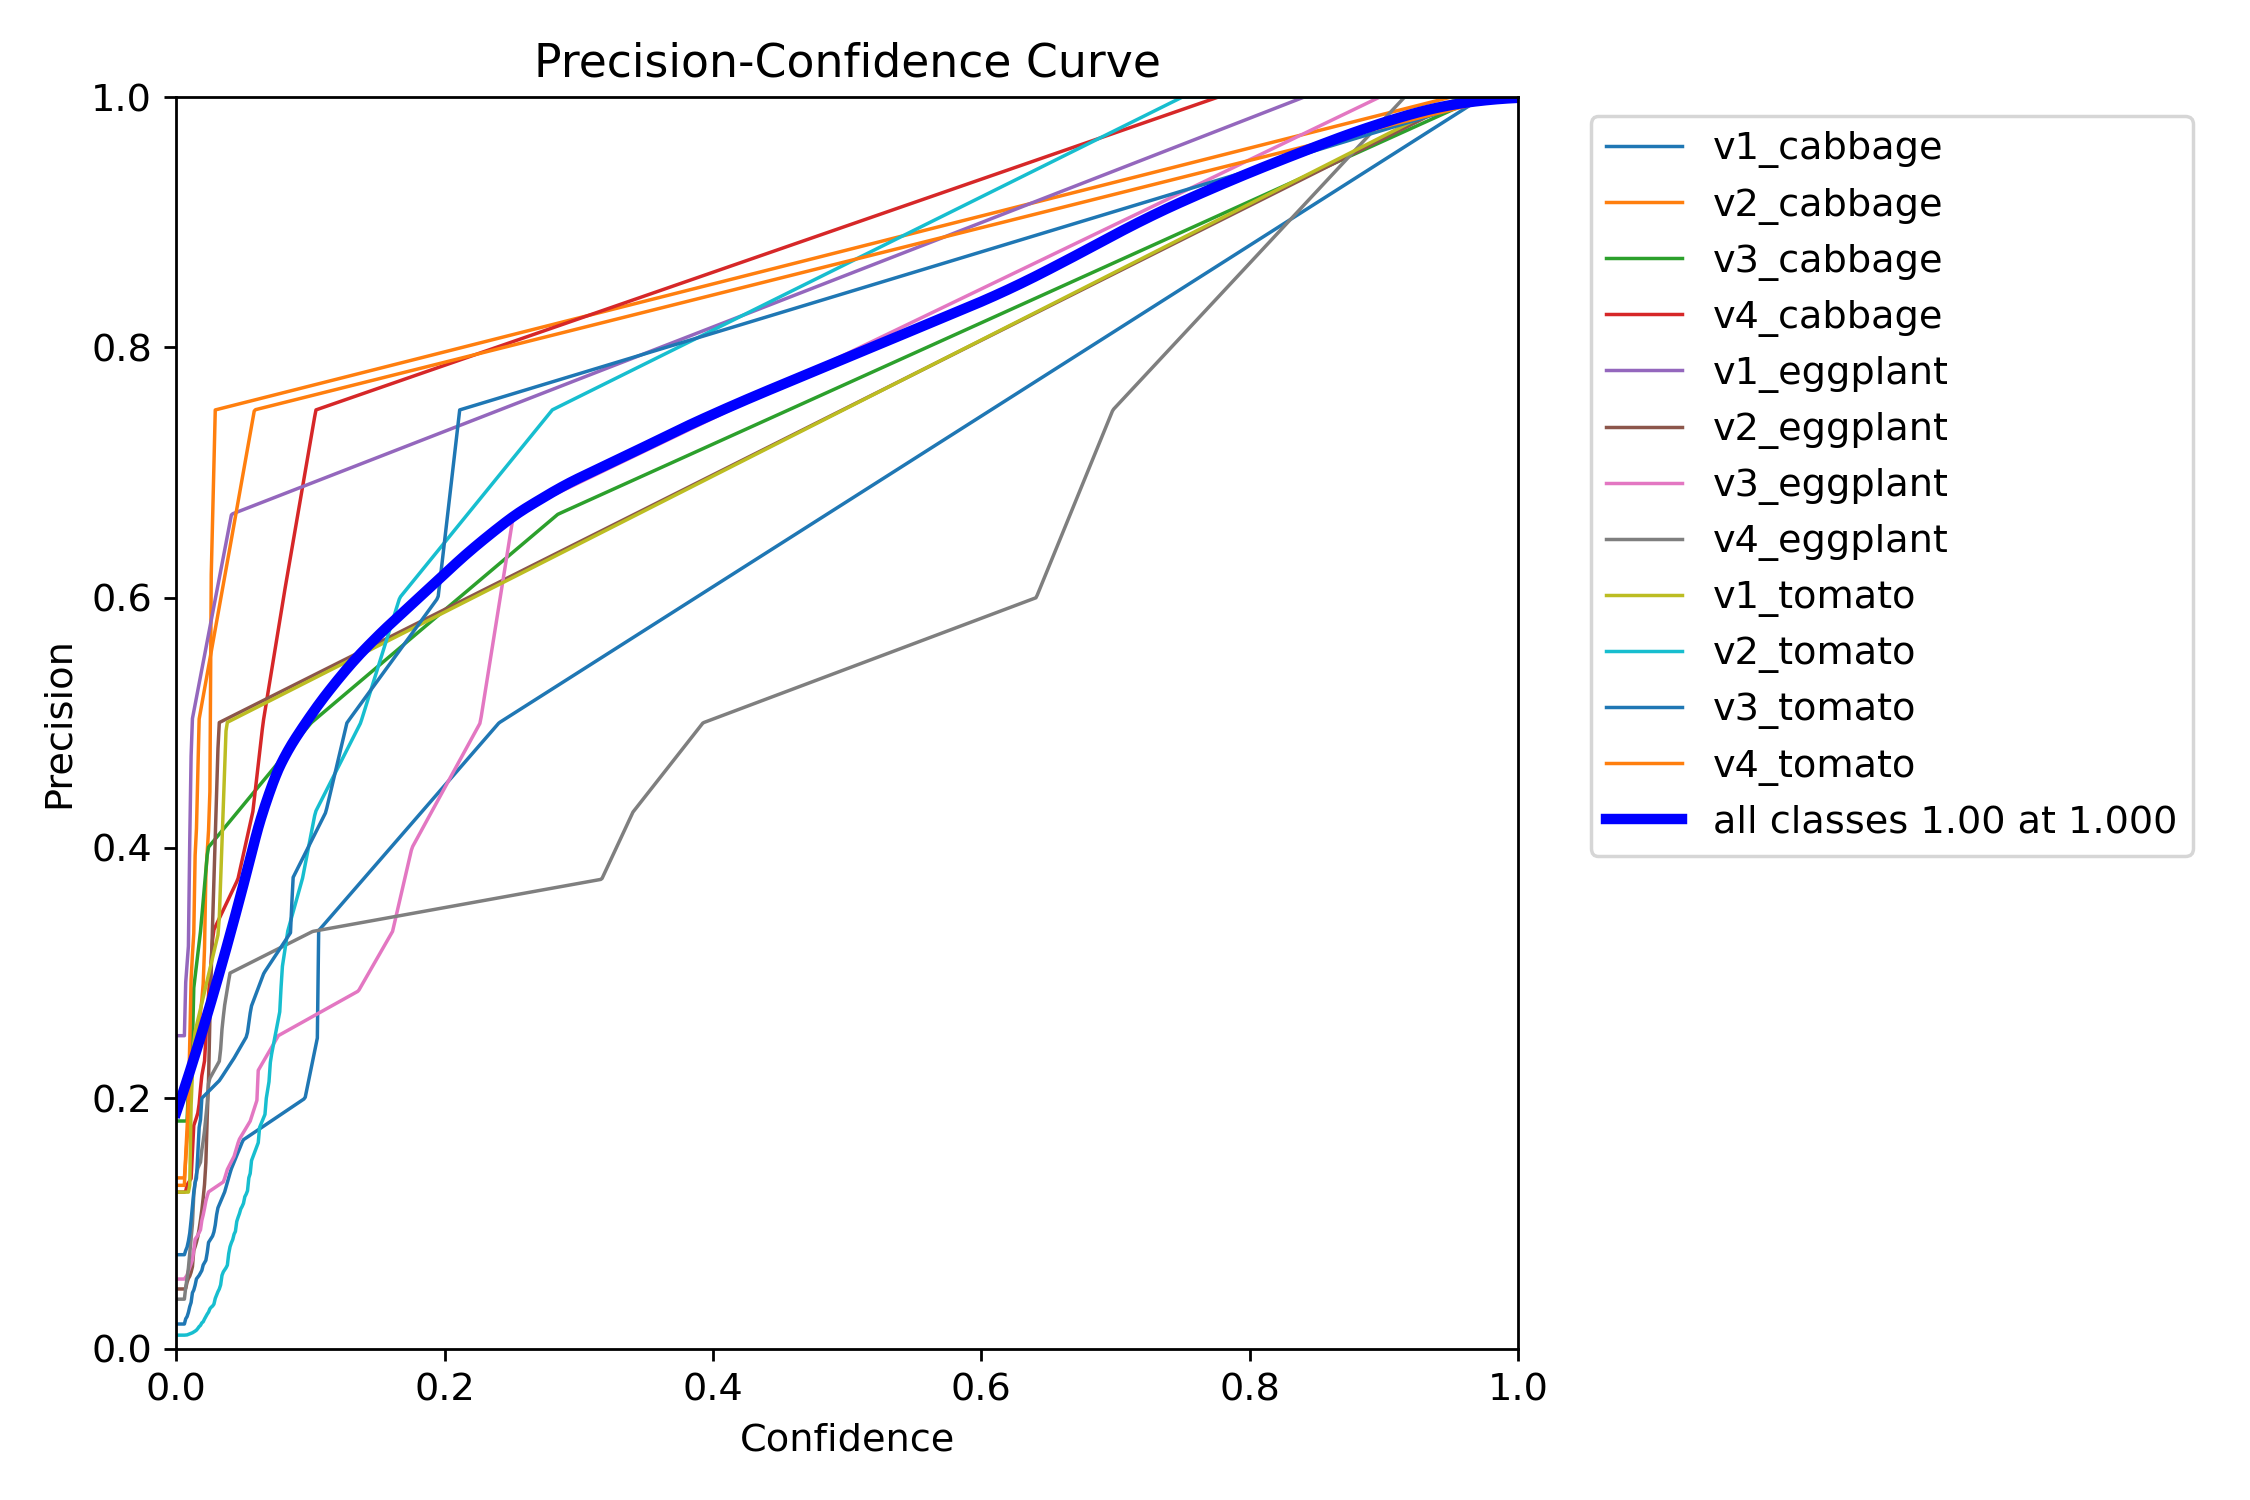 Precision-Confidence Curve
1.0
0.8
0.6
0.4
0.2
0.0
Precision
0.0 0.2 0.4 0.6 0.8 1.0
Confidence
v1_cabbage
v2_cabbage
v3_cabbage
v4_cabbage
v1_eggplant
v2_eggplant
v3_eggplant
v4_eggplant
v1_tomato
v2_tomato
v3_tomato
v4_tomato
all classes 1.00 at 1.000